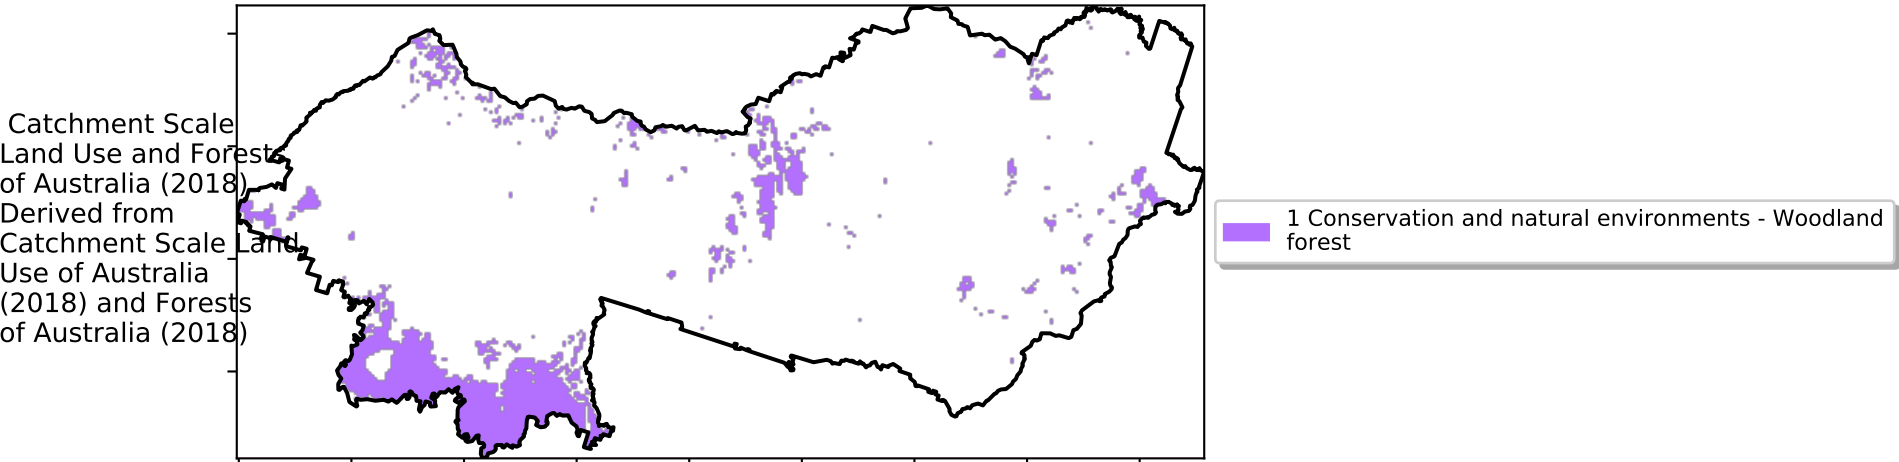 Catchment Scale
Land Use and Forests
of Australia (2018)
Derived from
Catchment Scale Land
Use of Australia
(2018) and Forests
of Australia (2018)
1 Conservation and natural environments - Woodland
forest